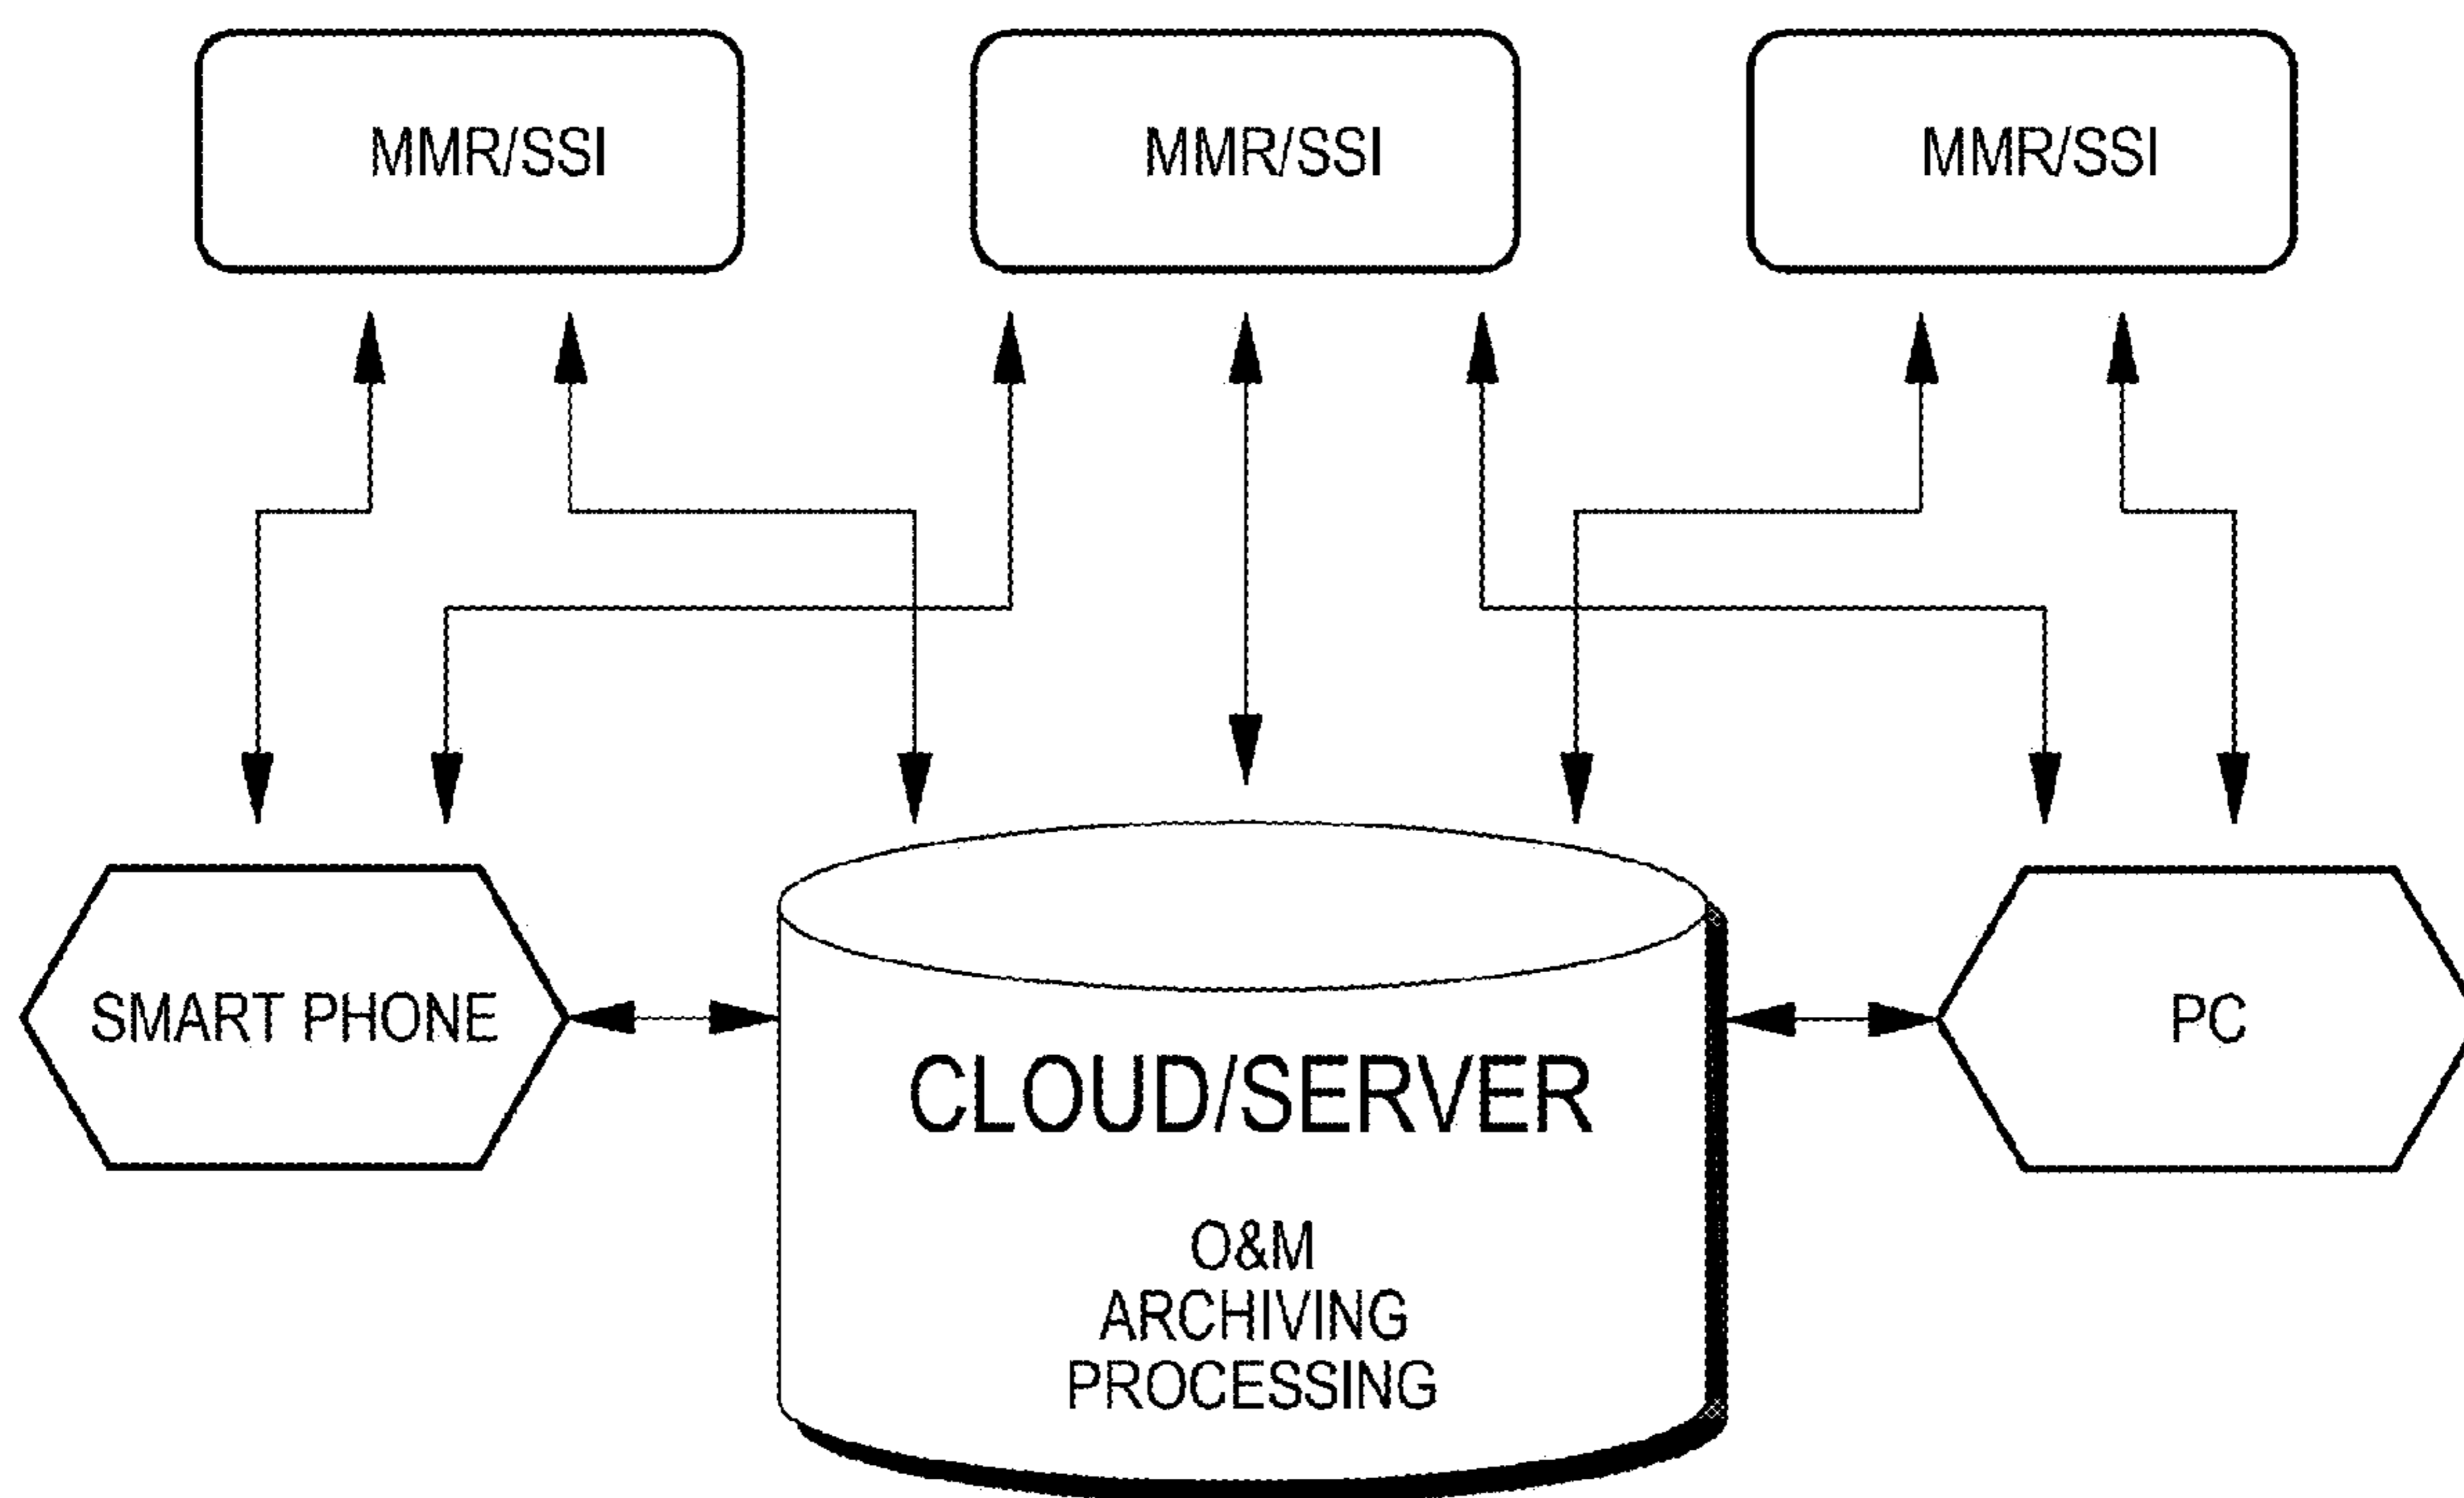 MMR/SSI
MMR/SSI
MMR/SSI
SMART PHONE
PC
CLOUD/SERVER
O&M
ARCHIVING
PROCESSING